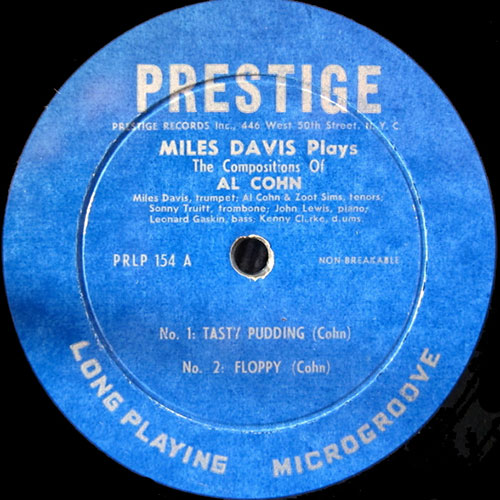 PRESTIGE
PRESTIGE RECORDS Inc., 446 West 50th Street, N.Y.C
MILES DAVIS Plays
The Compositions Of
AL COHN
Miles Davis, trumpet; Al Cohn & Zoot Sims, tenors;
Sonny Truitt, trombone; John Lewis, piano;
Leonard Gaskin, bass, Kenny Clarke, drums.
PRLP 154 A
NON-BREAKABLE
No. 1: TASTY PUDDING (Cohn)
No. 2: FLOPPY (Cohn)
LONG PLAYING MICROGROOVE